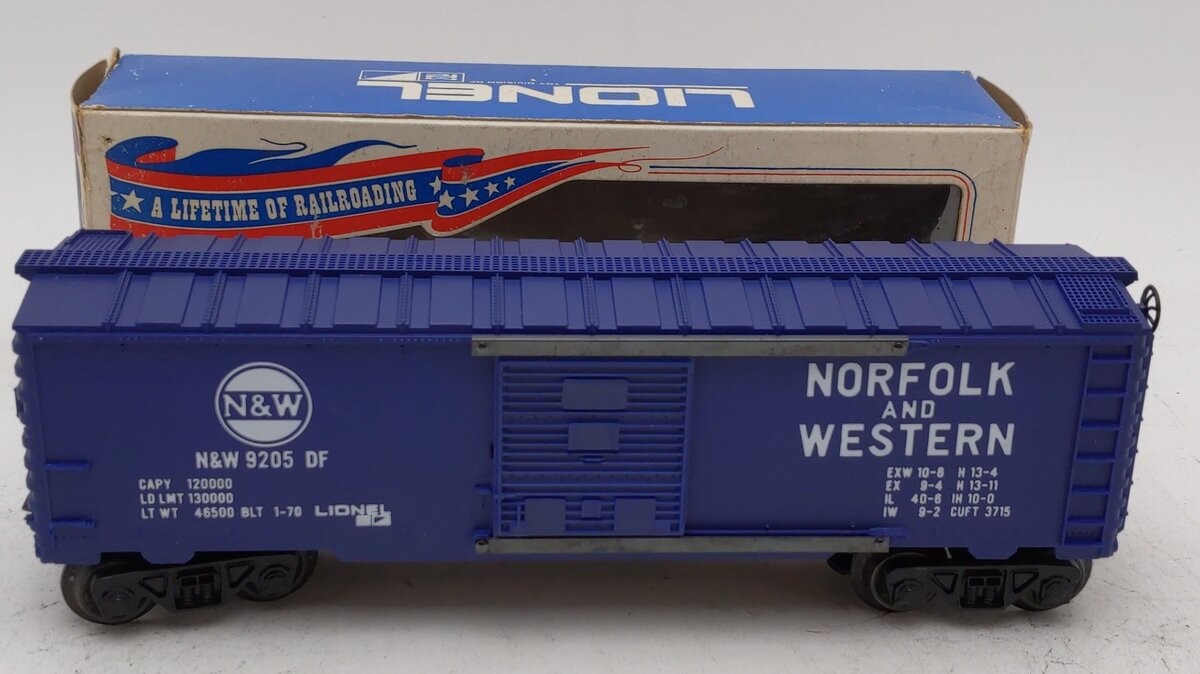 LIONEL
A LIFETIME OF RAILROADING
N&W
N&W 9205 DF
CAPY 120000
LD LMT 130000
LT WT 46500 BLT 1-70 LIONEL
NORFOLK
AND
WESTERN
EXW 10-8 H 13-4
EX 9-4 H 13-11
IL 40-6 IH 10-0
IW 9-2 CUFT 3715